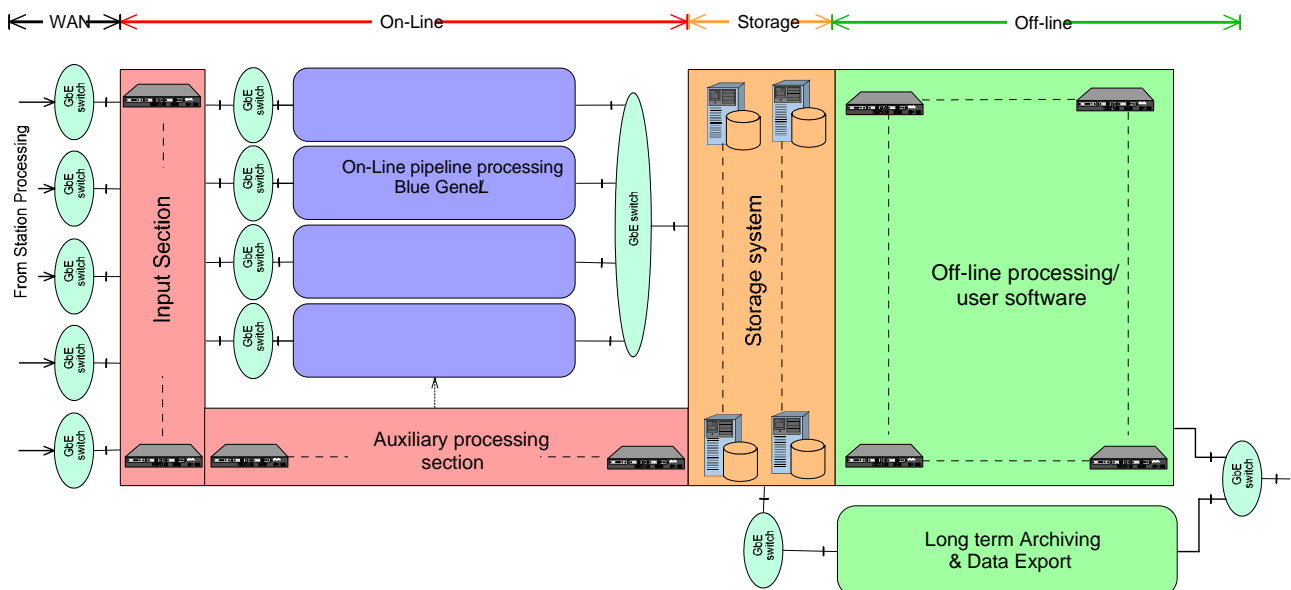 WAN
On-Line
Storage
Off-line
From Station Processing
GbE
switch
GbE
switch
GbE
switch
GbE
switch
GbE
switch
Input Section
GbE
switch
GbE
switch
GbE
switch
GbE
switch
On-Line pipeline processing
Blue Gene/L
GbE switch
Auxiliary processing
section
Storage system
Off-line processing/
user software
GbE
switch
Long term Archiving
& Data Export
GbE
switch